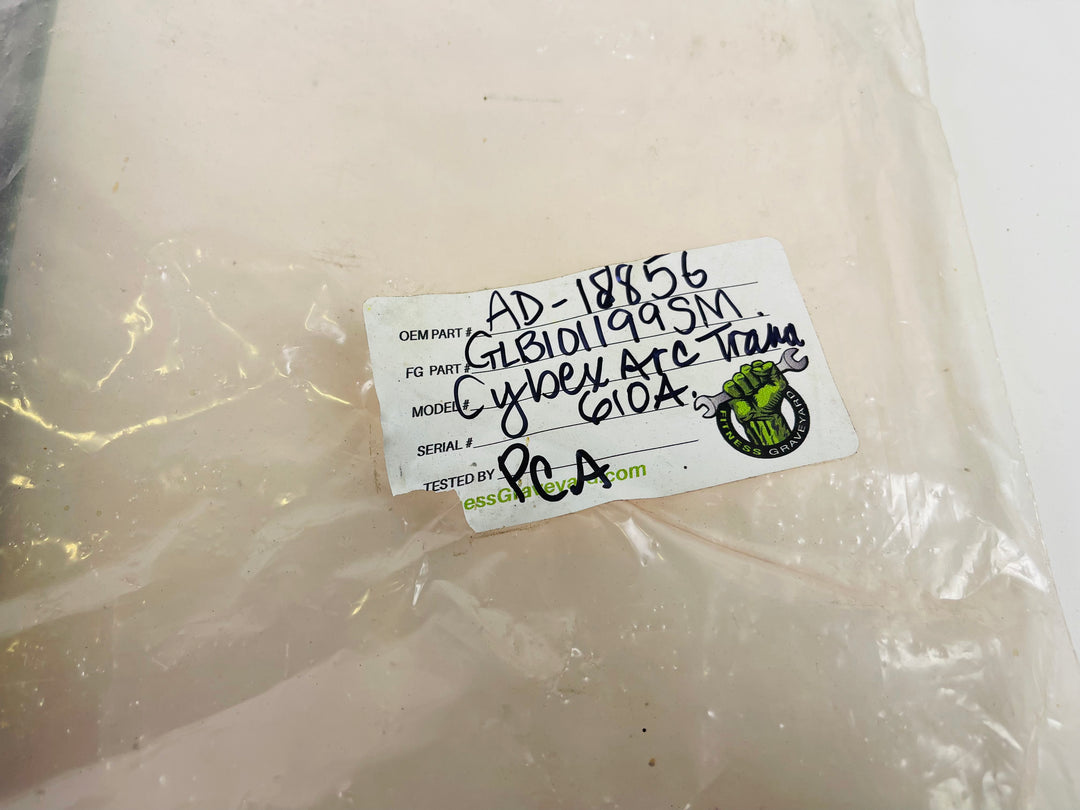 OEM PART # AD-18856
FG PART # GLB101199SM.
MODEL # Cybex Arc Trana
610A.
SERIAL #
TESTED BY PCA
essGraveyard.com
FITNESS GRAVEYARD